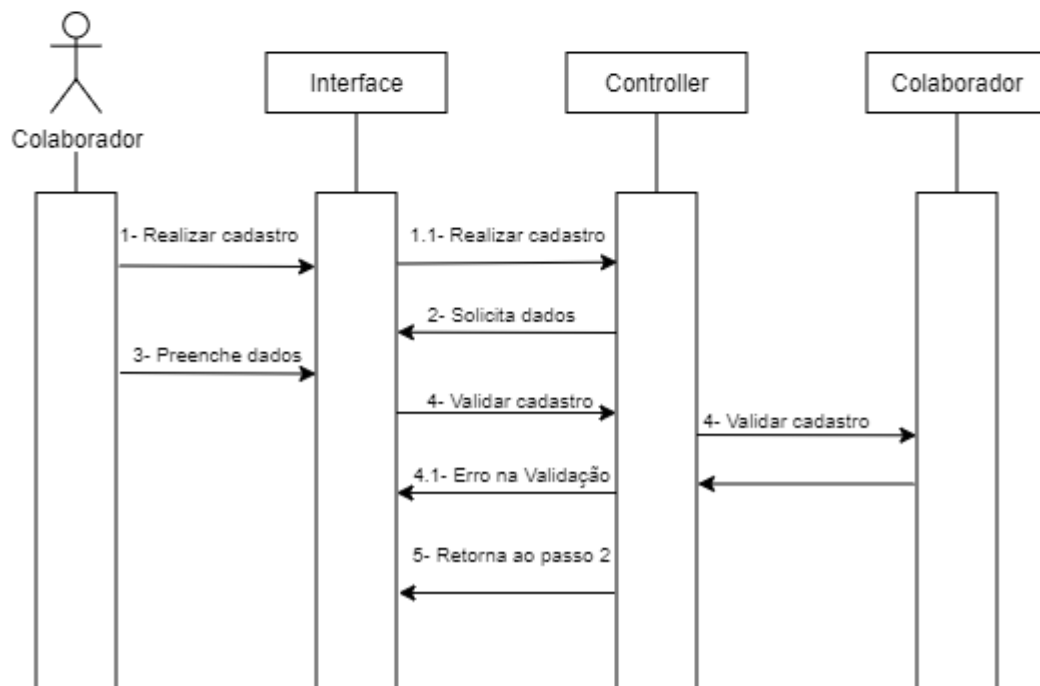 Colaborador
Interface
Controller
Colaborador
1- Realizar cadastro
1.1- Realizar cadastro
2- Solicita dados
3- Preenche dados
4- Validar cadastro
4- Validar cadastro
4.1- Erro na Validação
5- Retorna ao passo 2